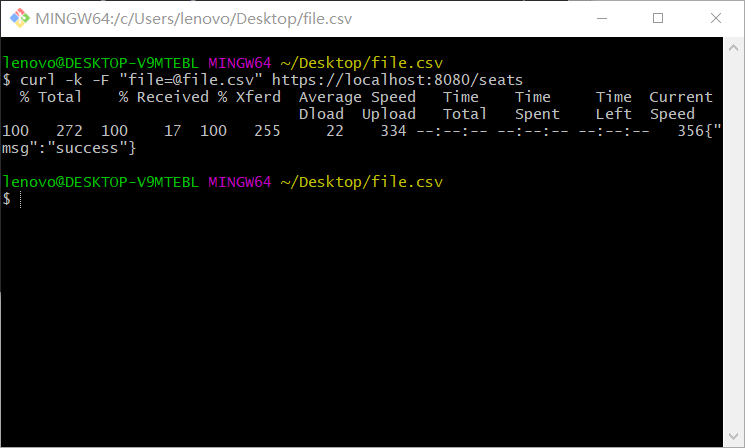 MINGW64:/c/Users/lenovo/Desktop/file.csv
lenovo@DESKTOP-V9MTEBL MINGW64 ~/Desktop/file.csv
$ curl -k -F "file=@file.csv" https://localhost:8080/seats
  % Total    % Received % Xferd  Average Speed   Time    Time     Time  Current
                                 Dload  Upload   Total   Spent    Left  Speed
100   272  100    17  100   255     22    334 --:--:-- --:--:-- --:--:--   356{"
msg":"success"}
lenovo@DESKTOP-V9MTEBL MINGW64 ~/Desktop/file.csv
$